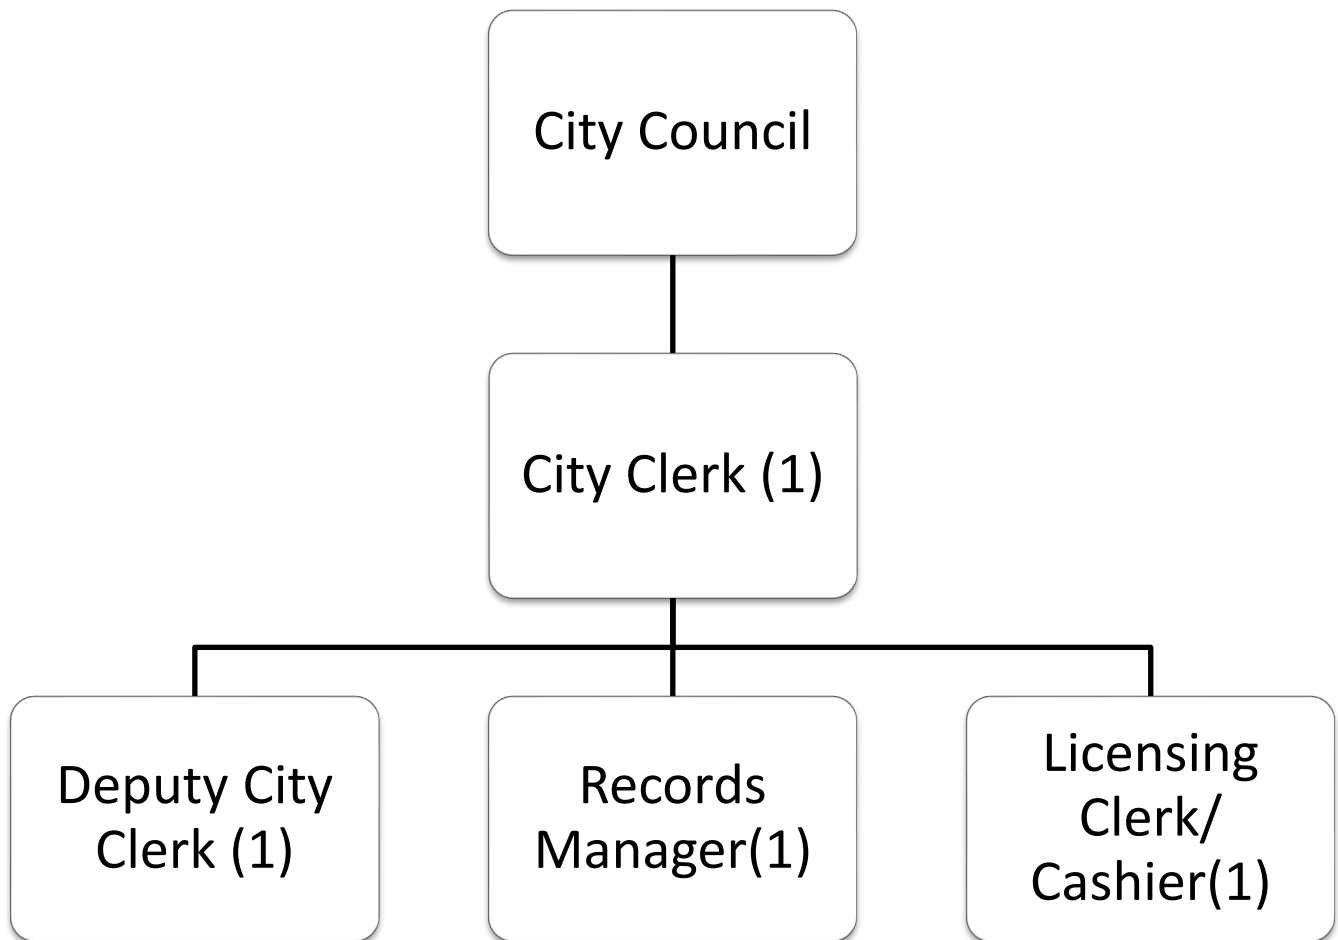 City Council
City Clerk (1)
Deputy City
Clerk (1)
Records
Manager(1)
Licensing
Clerk/
Cashier(1)